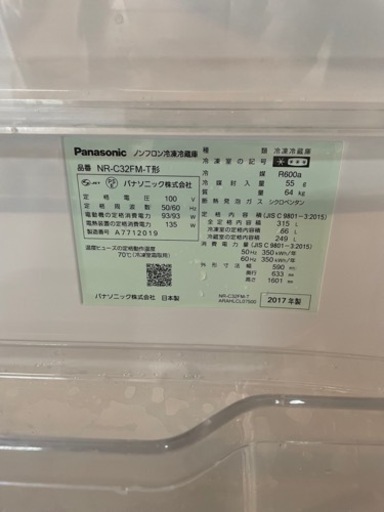 Panasonic ノンフロン冷凍冷蔵庫
品番 NR-C32FM-T形
パナソニック株式会社
定格電圧 100 V
定格周波数 50/60 Hz
電動機の定格消費電力 93/93 W
電熱装置の定格消費電力 135 W
製造番号 A7712019
温度ヒューズの定格動作温度
70℃(冷凍室霜取用)
パナソニック株式会社 日本製
種類 冷凍冷蔵庫
冷凍室の記号
冷媒 R600a
冷媒封入量 55 g
質量 64 kg
断熱発泡ガス シクロペンタン
定格内容積 (JIS C 9801-3:2015)
全定格内容積 315 L
冷凍室の定格内容積 66 L
冷蔵室の定格内容積 249 L
消費電力量 (JIS C 9801-3:2015)
50Hz 350 kWh/年
60Hz 350 kWh/年
外形寸法 幅 590 mm
奥行 633 mm
高さ 1601 mm
NR-C32FM-T
2017年製